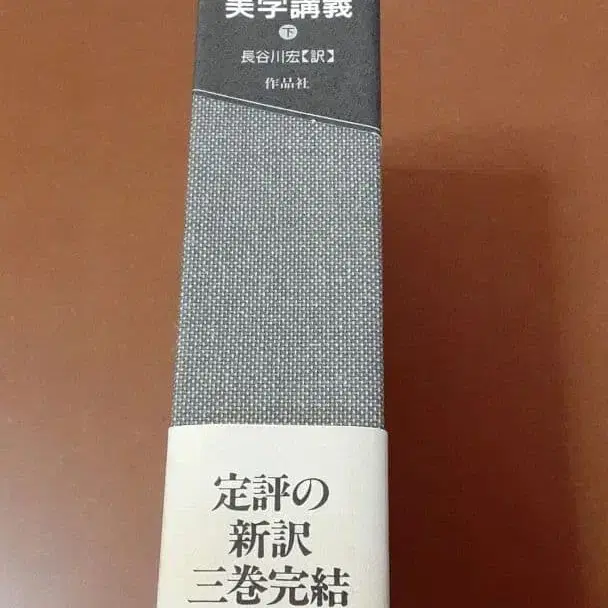 美学講義
下
長谷川宏【訳】
作品社
定評の
新訳
三巻完結